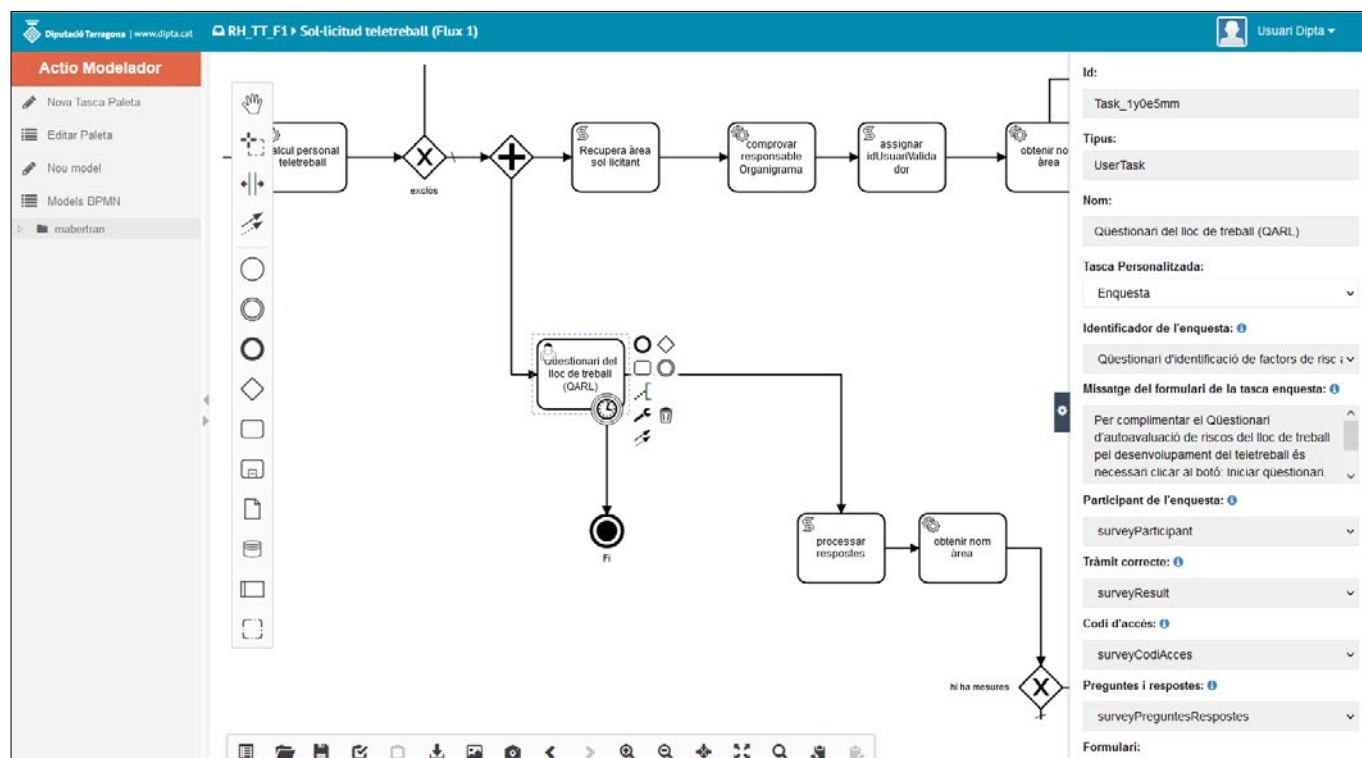 Diputació Tarragona | www.dipta.cat
RH_TT_F1 Sol·licitud teletreball (Flux 1)
Usuari Dipta
Actio Modelador
Nova Tasca Paleta
Editar Paleta
Nou model
Models BPMN
mabertran
alcul personal
teletreball
X
exclòs
Recupera àrea
sol·licitant
comprovar
responsable
Organigrama
assignar
idUsuariValida
dor
obtenir no
àrea
Qüestionari del
lloc de treball
(QARL)
Fi
processar
respostes
obtenir nom
àrea
hi ha mesures
X
Id:
Task_1y0e5mm
Tipus:
UserTask
Nom:
Qüestionari del lloc de treball (QARL)
Tasca Personalitzada:
Enquesta
Identificador de l'enquesta:
Qüestionari d'identificació de factors de risc a
Missatge del formulari de la tasca enquesta:
Per complimentar el Qüestionari
d'autoavaluació de riscos del lloc de treball
pel desenvolupament del teletreball és
necessari clicar al botó: Iniciar qüestionari.
Participant de l'enquesta:
surveyParticipant
Tràmit correcte:
surveyResult
Codi d'accès:
surveyCodiAcces
Preguntes i respostes:
surveyPreguntesRespostes
Formulari: